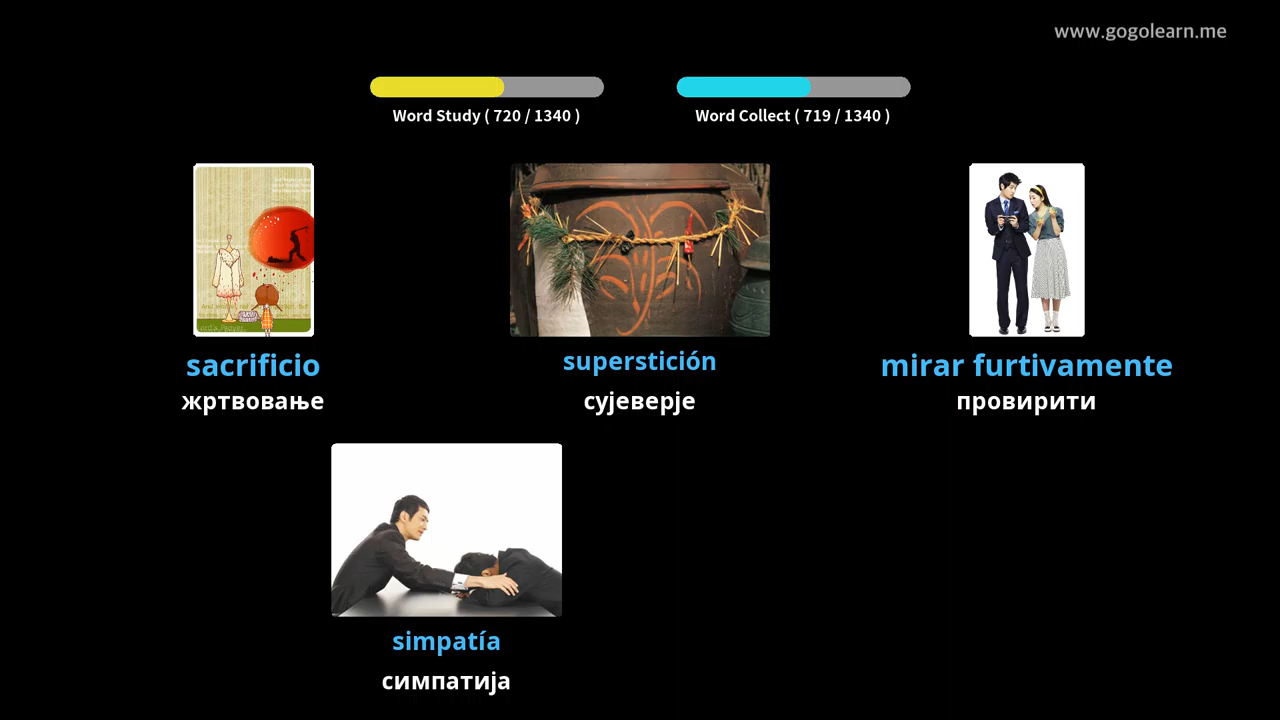 www.gogolearn.me
Word Study ( 720 / 1340 )
Word Collect ( 719 / 1340 )
sacrificio
жртвовање
superstición
сујеверје
mirar furtivamente
провирити
simpatía
симпатија